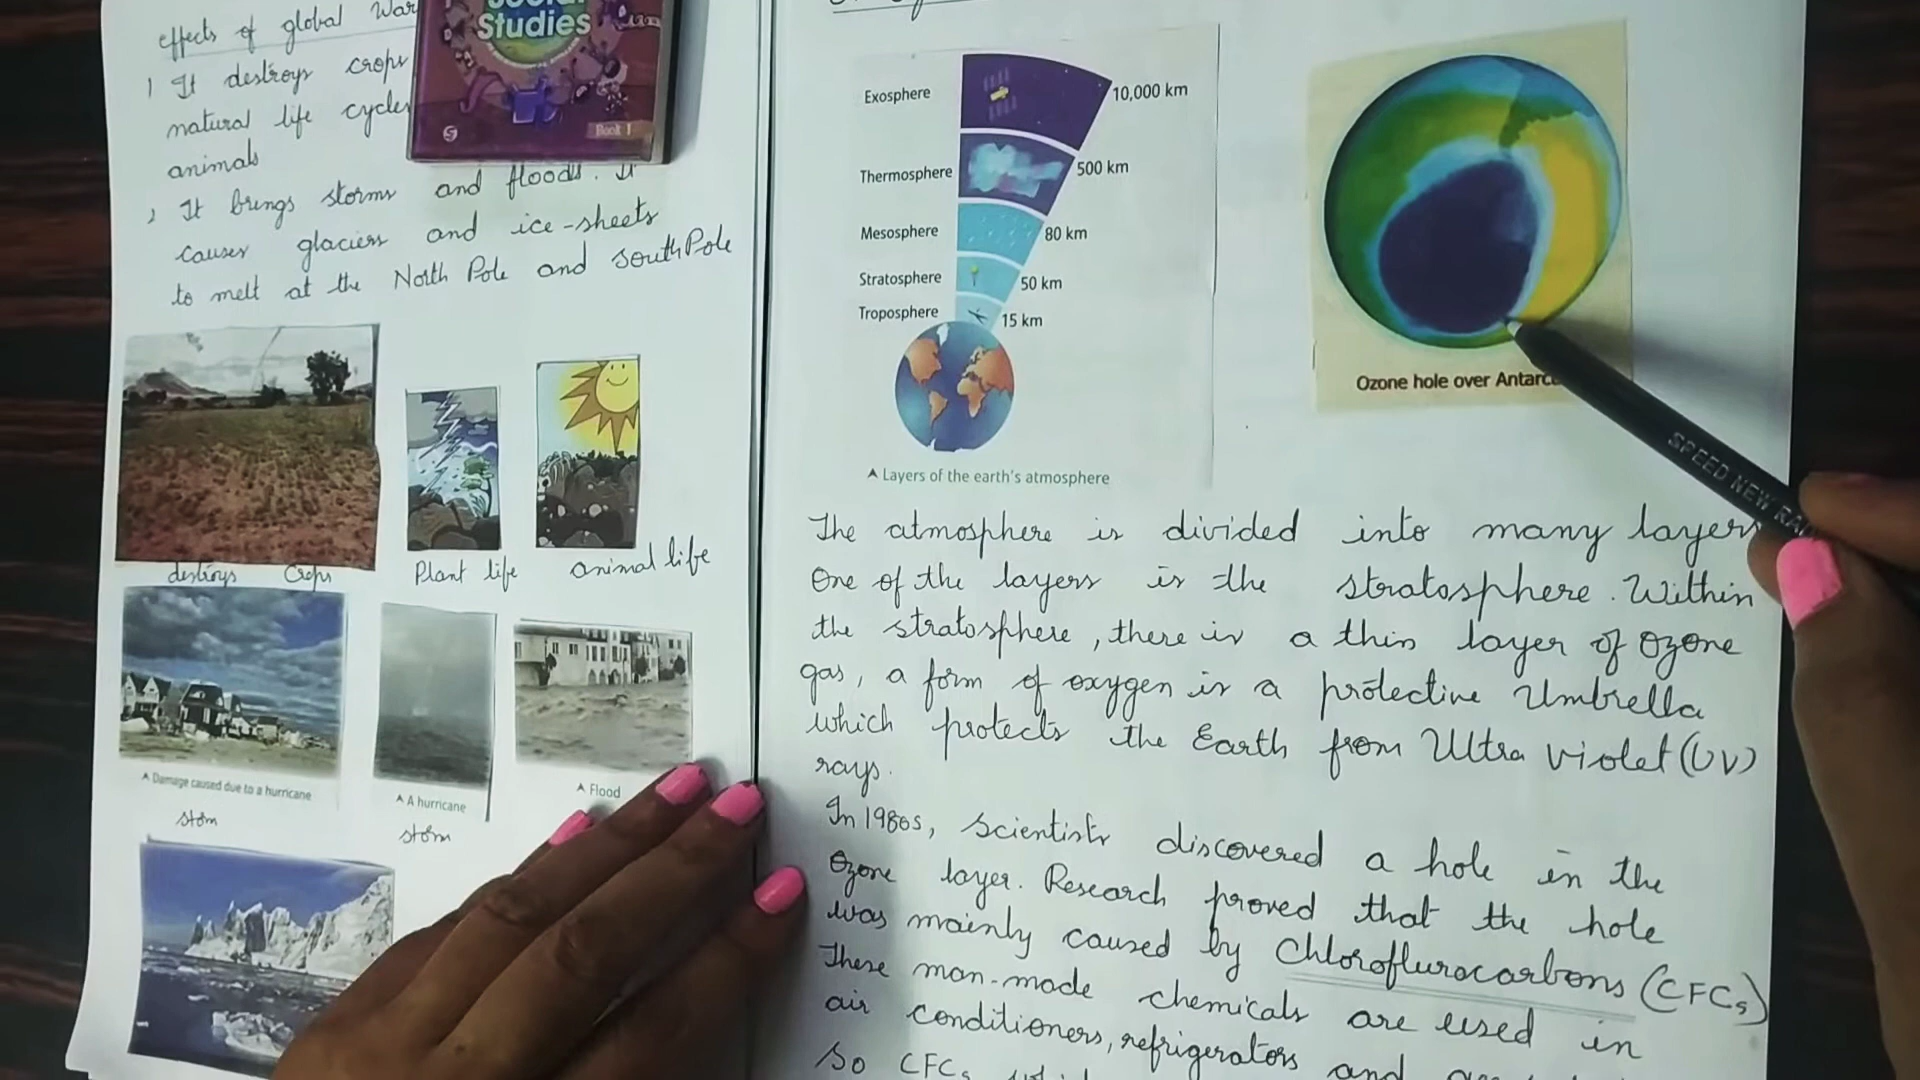 effects of global War
1 It destroys crops
natural life cycles
animals
2 It brings storms and floods. It
causes glaciers and ice-sheets
to melt at the North Pole and south Pole
Social
Studies
Book 1
destroys Crops
Plant life
animal life
Damage caused due to a hurricane
A hurricane
Flood
storm
storm
Exosphere
10,000 km
Thermosphere
500 km
Mesosphere
80 km
Stratosphere
50 km
Troposphere
15 km
Layers of the earth's atmosphere
Ozone hole over Antarc
SPEED NEW RA
The atmosphere is divided into many layers
One of the layers is the stratosphere. Within
the stratosphere, there is a thin layer of Ozone
gas, a form of oxygen is a protective Umbrella
which protects the Earth from Ultra violet (UV)
rays.
In 1980s, scientists discovered a hole in the
Ozone layer. Research proved that the hole
was mainly caused by Chloroflurocarbons (CFCs)
These man-made chemicals are used in
air conditioners, refrigerators and
So CFCs